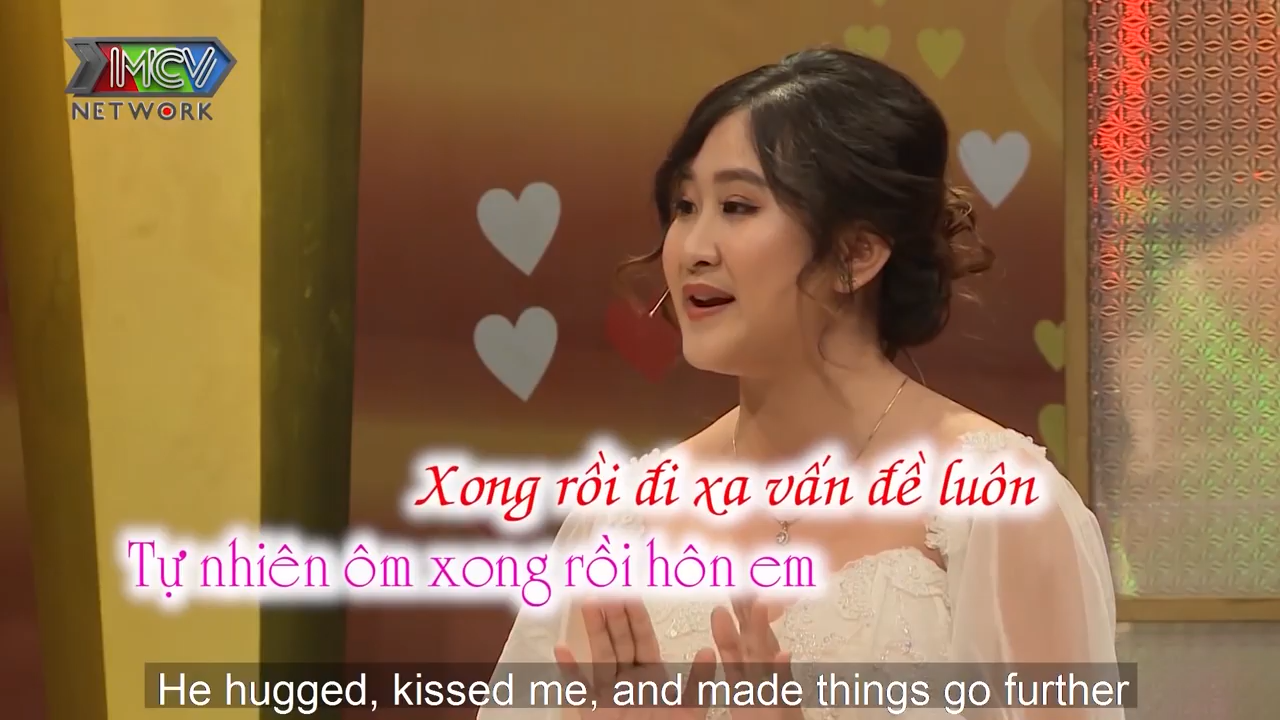 MCV
NETWORK
Xong rồi đi xa vấn đề luôn
Tự nhiên ôm xong rồi hôn em
He hugged, kissed me, and made things go further